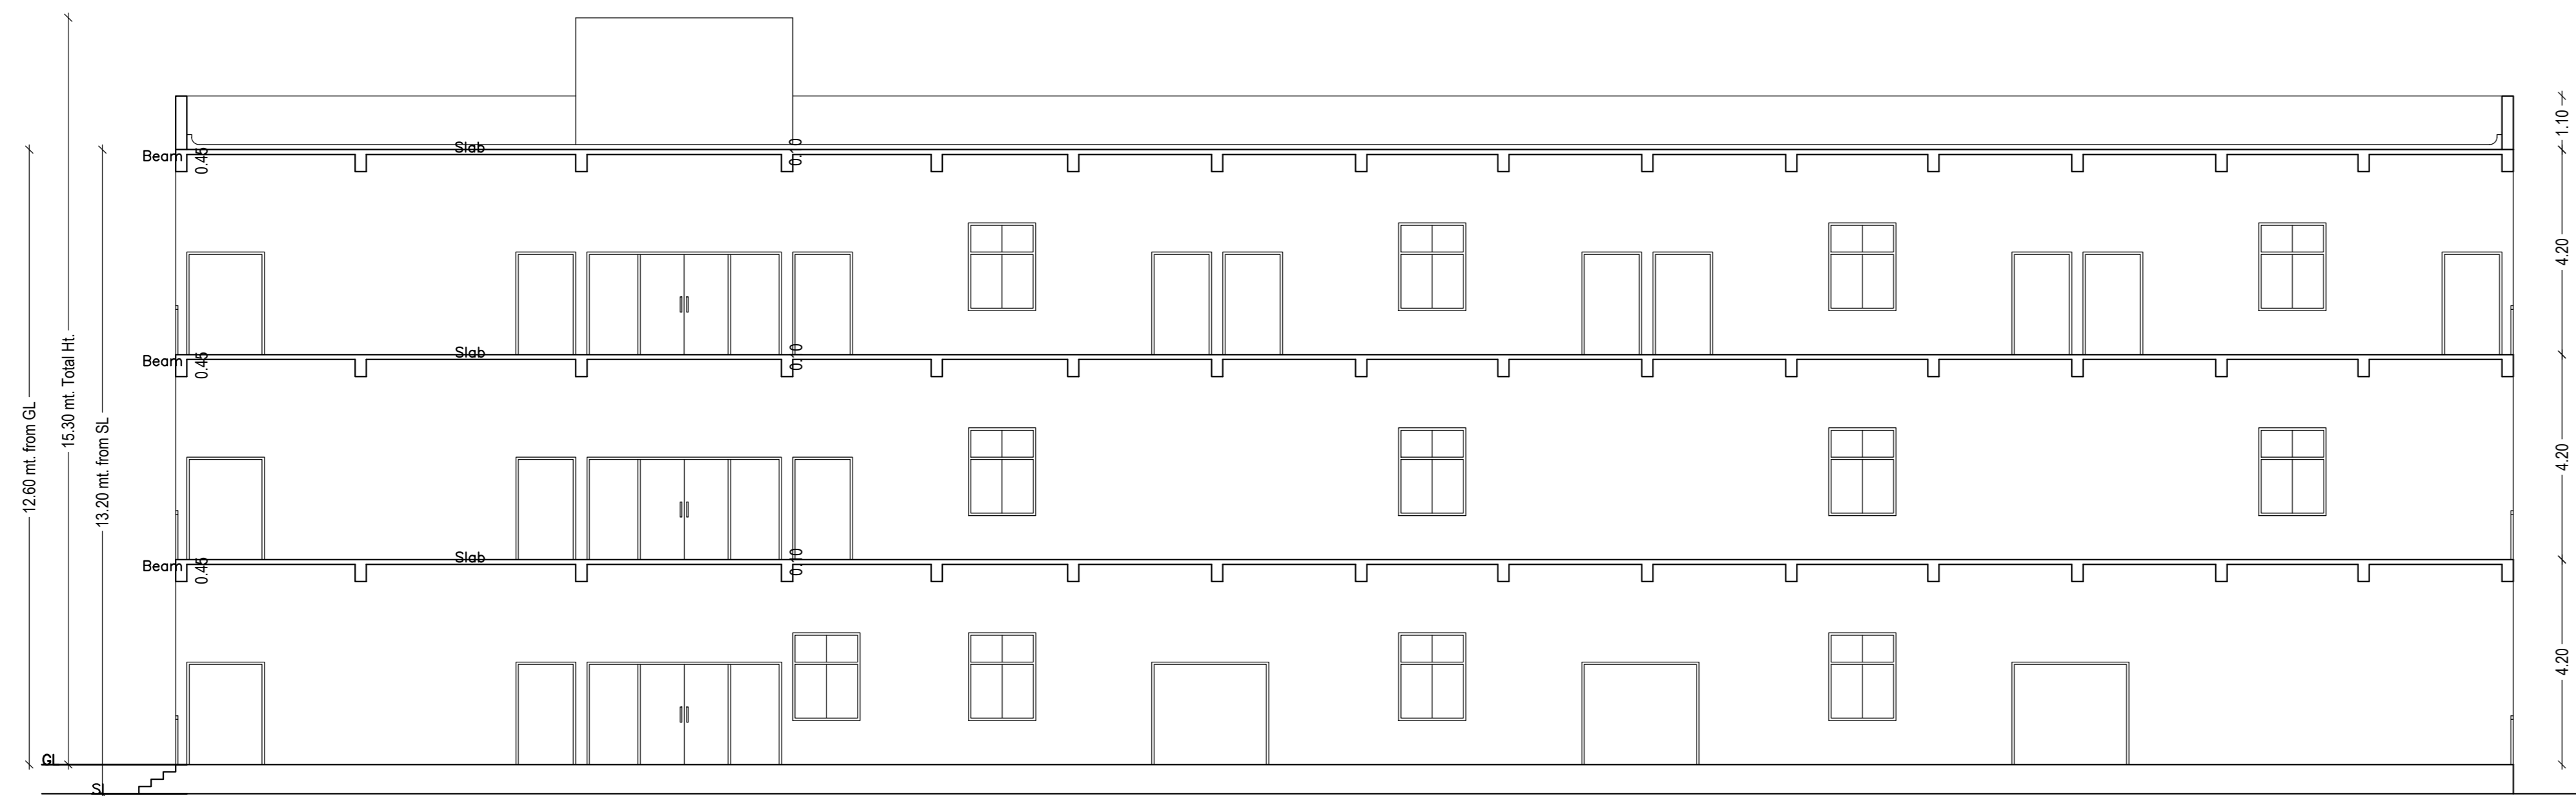 1.10
Slab
0.10
Beam
0.45
4.20
Slab
0.10
Beam
0.45
15.30 mt. Total Ht.
12.60 mt. from GL
13.20 mt. from SL
4.20
Slab
0.10
Beam
0.45
4.20
GL
SL